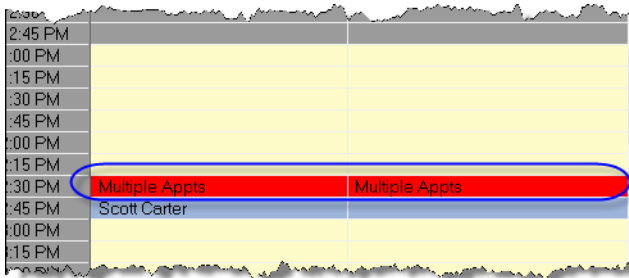 2:45 PM
:00 PM
:15 PM
:30 PM
:45 PM
:00 PM
:15 PM
:30 PM Multiple Appts Multiple Appts
:45 PM Scott Carter
:00 PM
:15 PM